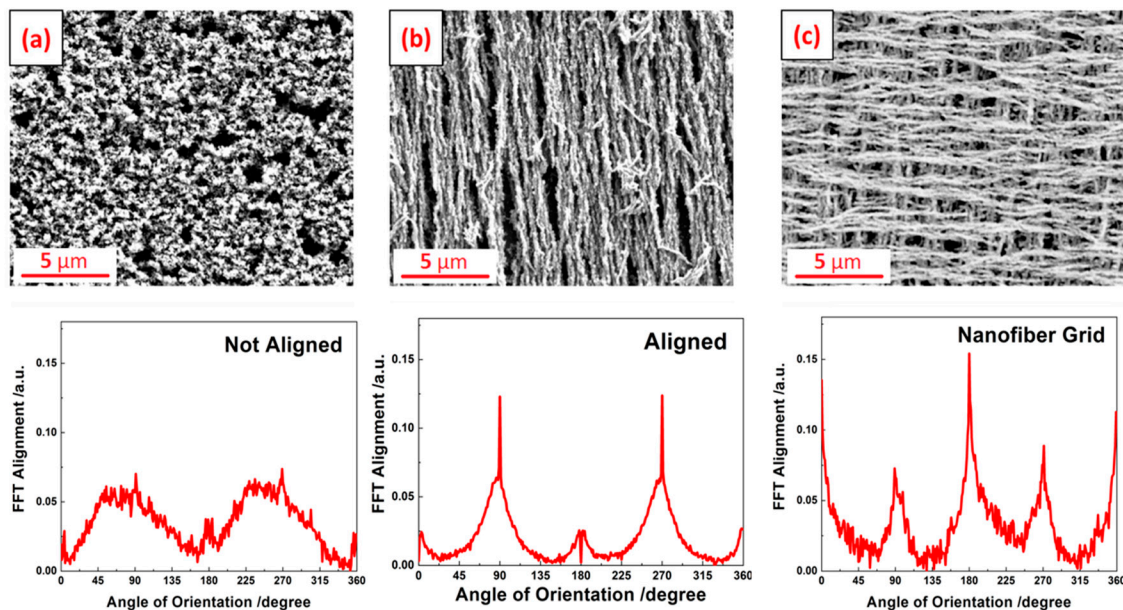 (a)
5 µm
(b)
5 µm
(c)
5 µm
Not Aligned
FFT Alignment /a.u.
0.15
0.10
0.05
0.00
0 45 90 135 180 225 270 315 360
Angle of Orientation /degree
Aligned
FFT Alignment /a.u.
0.15
0.10
0.05
0.00
0 45 90 135 180 225 270 315 360
Angle of Orientation /degree
Nanofiber Grid
FFT Alignment /a.u.
0.15
0.10
0.05
0.00
0 45 90 135 180 225 270 315 360
Angle of Orientation /degree